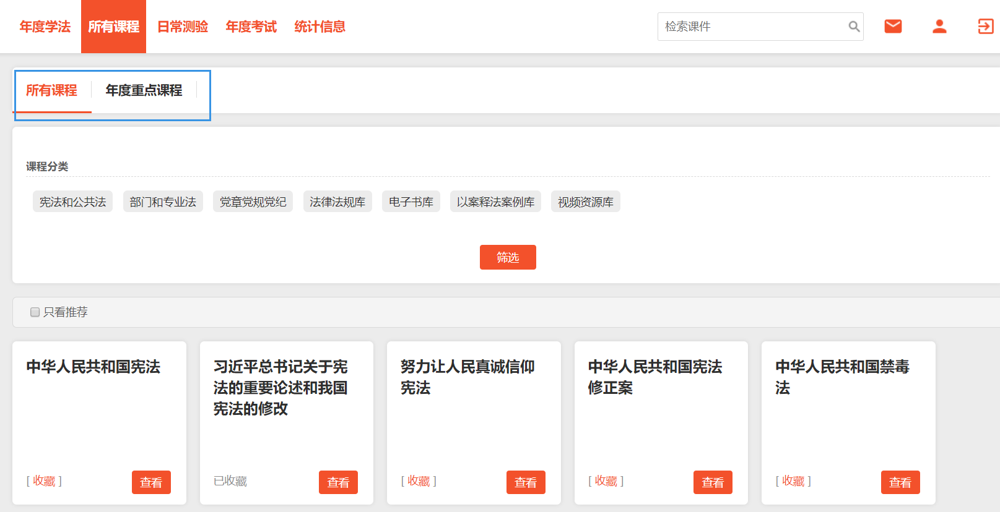 年度学法 所有课程 日常测验 年度考试 统计信息 检索课件
所有课程 年度重点课程
课程分类
宪法和公共法 部门和专业法 党章党规党纪 法律法规库 电子书库 以案释法案例库 视频资源库
筛选
只看推荐
中华人民共和国宪法
[ 收藏 ] 查看
习近平总书记关于宪
法的重要论述和我国
宪法的修改
已收藏 查看
努力让人民真诚信仰
宪法
[ 收藏 ] 查看
中华人民共和国宪法
修正案
[ 收藏 ] 查看
中华人民共和国禁毒
法
[ 收藏 ] 查看